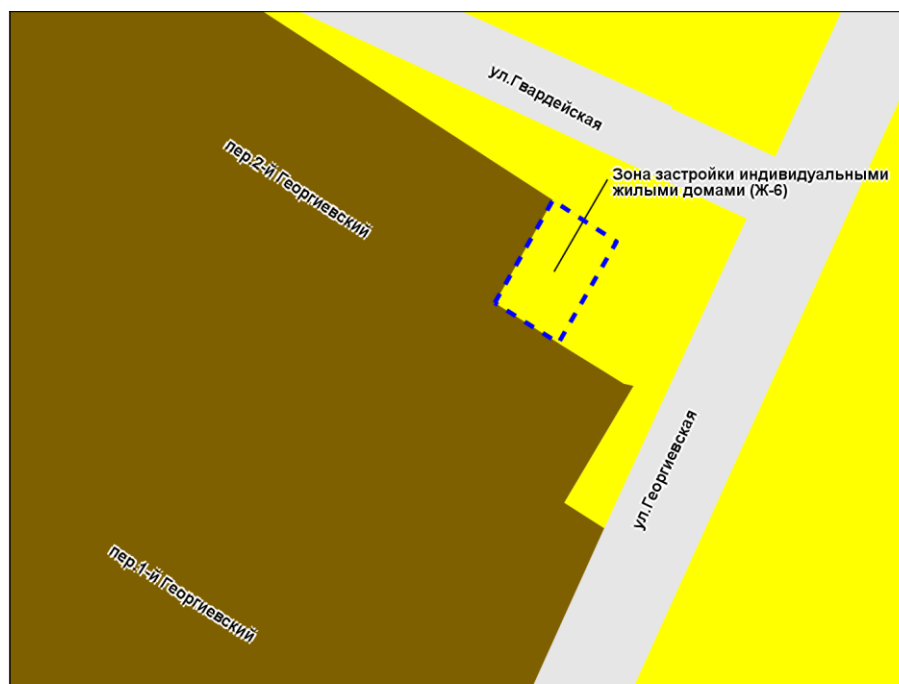 ул.Гвардейская
пер.2-й Георгиевский
Зона застройки индивидуальными
жилыми домами (Ж-6)
ул.Георгиевская
пер.1-й Георгиевский